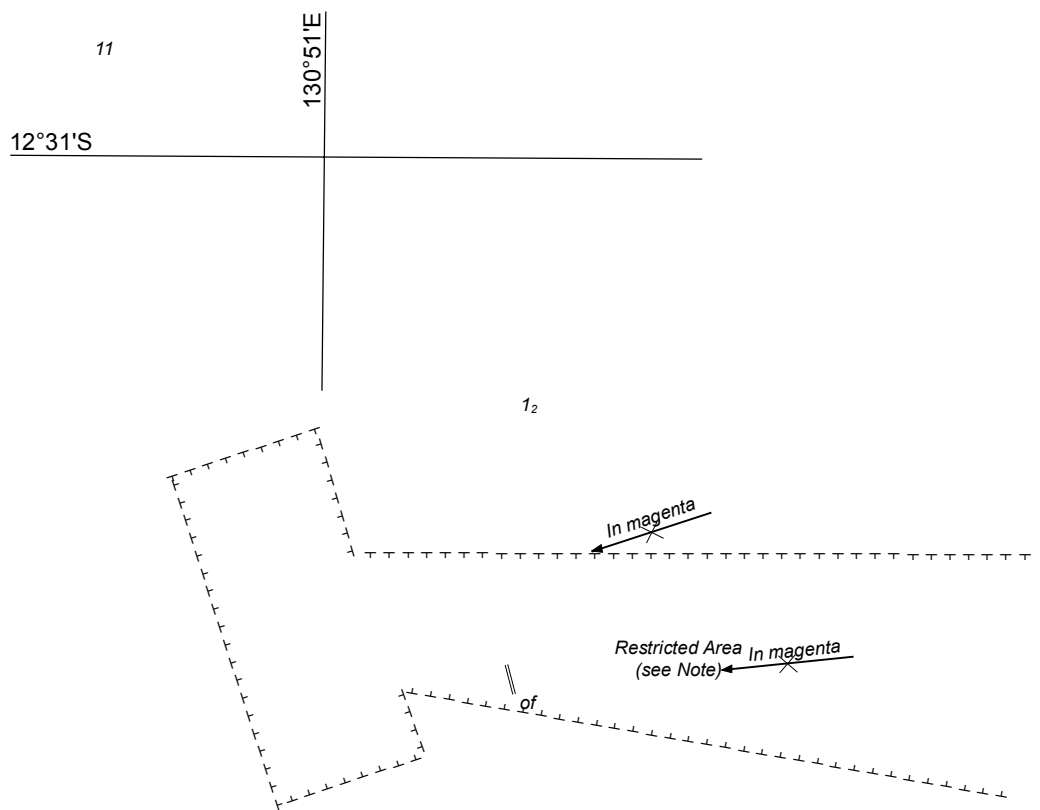 11
130°51'E
12°31'S
1₂
In magenta
Restricted Area
(see Note)
In magenta
of